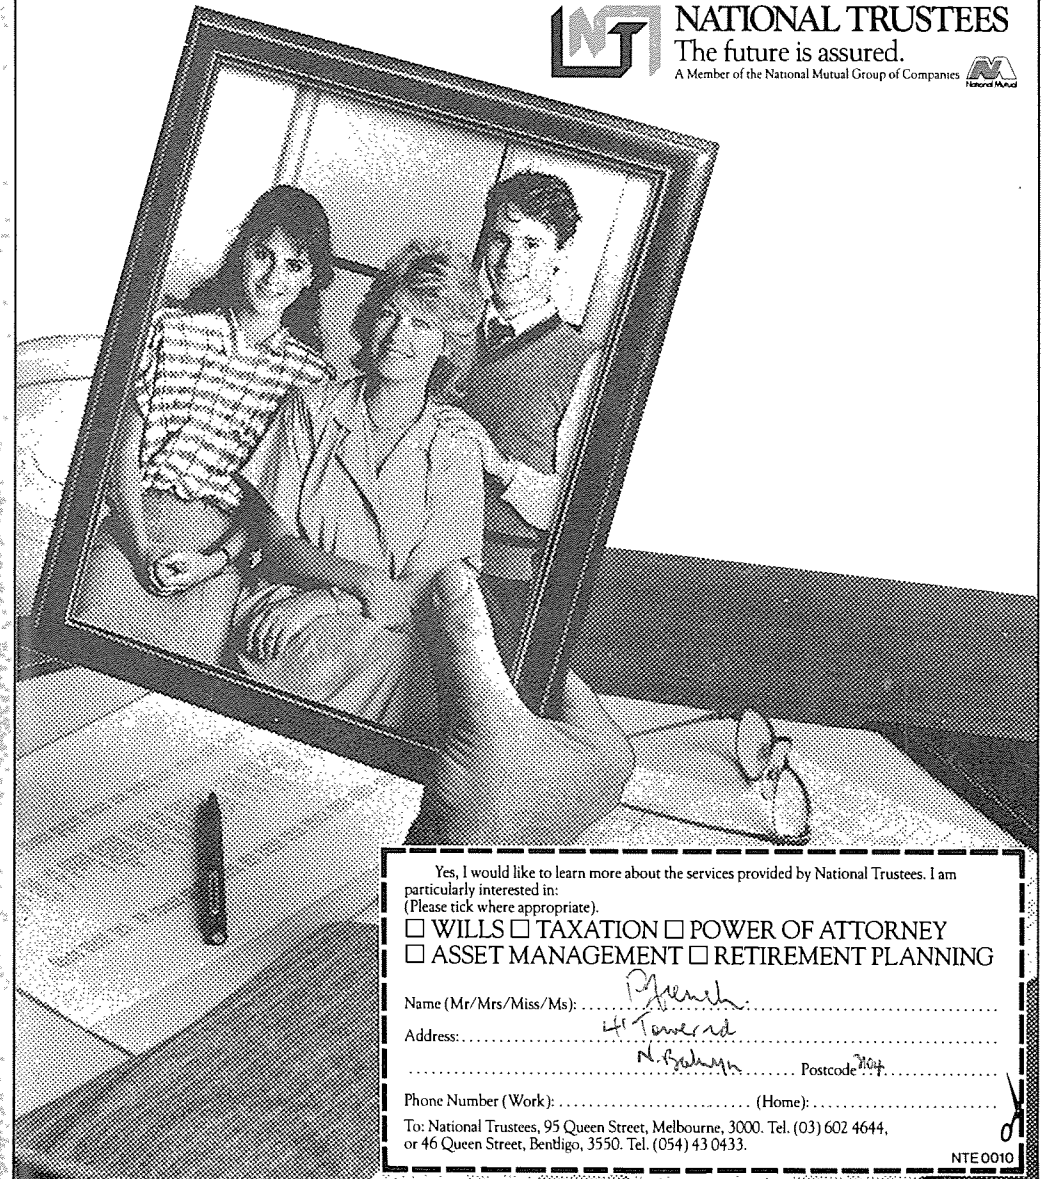 NT
NATIONAL TRUSTEES
The future is assured.
A Member of the National Mutual Group of Companies
National Mutual
Yes, I would like to learn more about the services provided by National Trustees. I am
particularly interested in:
(Please tick where appropriate).
☐ WILLS ☐ TAXATION ☐ POWER OF ATTORNEY
☐ ASSET MANAGEMENT ☐ RETIREMENT PLANNING
Name (Mr/Mrs/Miss/Ms): P French.
Address: 41 Tower rd
N. Balwyn Postcode 3104
Phone Number (Work): (Home):
To: National Trustees, 95 Queen Street, Melbourne, 3000. Tel. (03) 602 4644,
or 46 Queen Street, Bentligo, 3550. Tel. (054) 43 0433.
NTE 0010